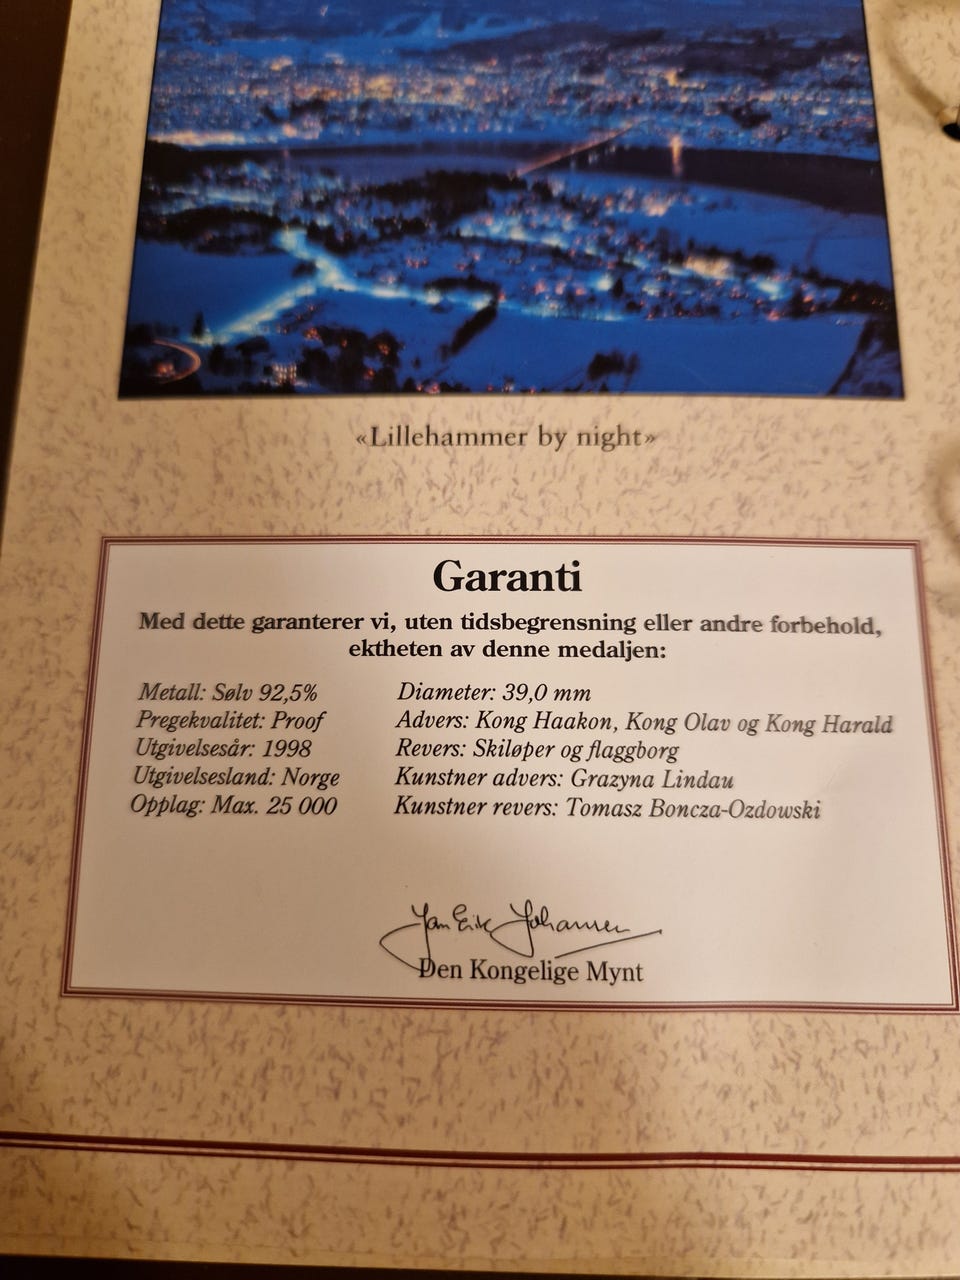 «Lillehammer by night»
Garanti
Med dette garanterer vi, uten tidsbegrensning eller andre forbehold,
ektheten av denne medaljen:
Metall: Sølv 92,5%
Pregekvalitet: Proof
Utgivelsesår: 1998
Utgivelsesland: Norge
Opplag: Max. 25 000
Diameter: 39,0 mm
Advers: Kong Haakon, Kong Olav og Kong Harald
Revers: Skiløper og flaggborg
Kunstner advers: Grazyna Lindau
Kunstner revers: Tomasz Boncza-Ozdowski
Jan Erik Johansen
Den Kongelige Mynt